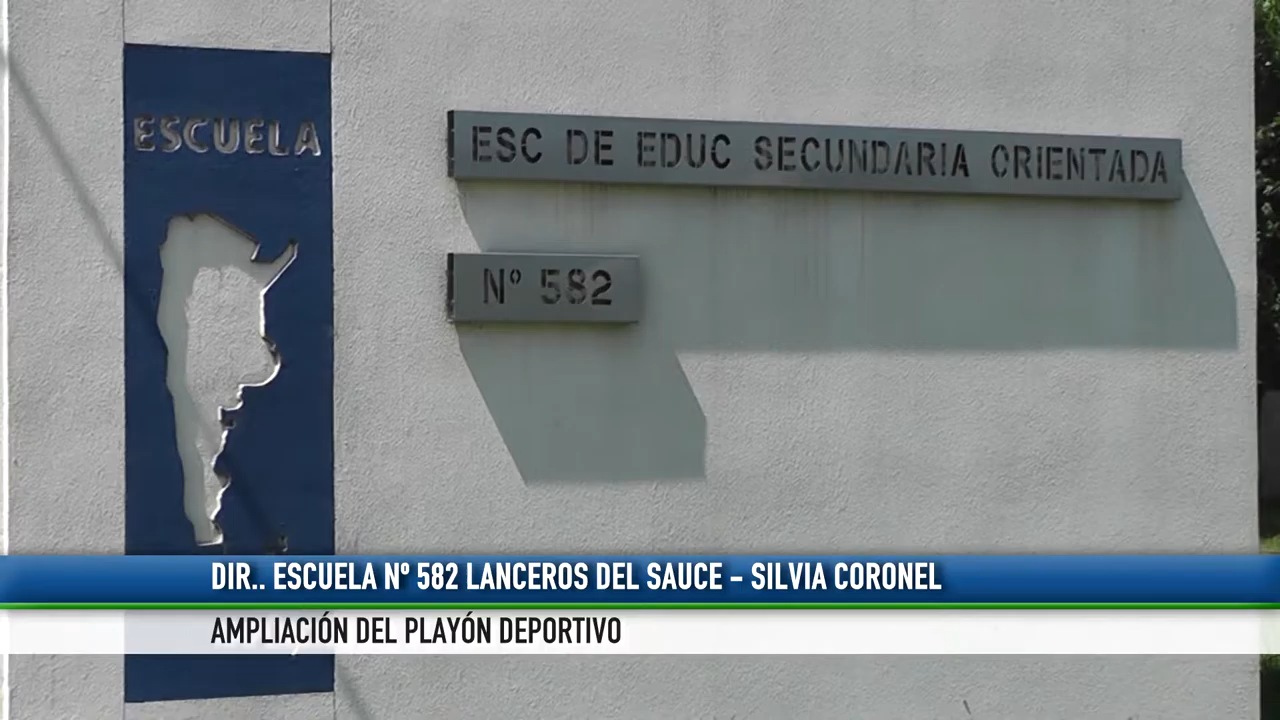 ESCUELA
ESC DE EDUC SECUNDARIA ORIENTADA
Nº 582
DIR.. ESCUELA Nº 582 LANCEROS DEL SAUCE - SILVIA CORONEL
AMPLIACIÓN DEL PLAYÓN DEPORTIVO